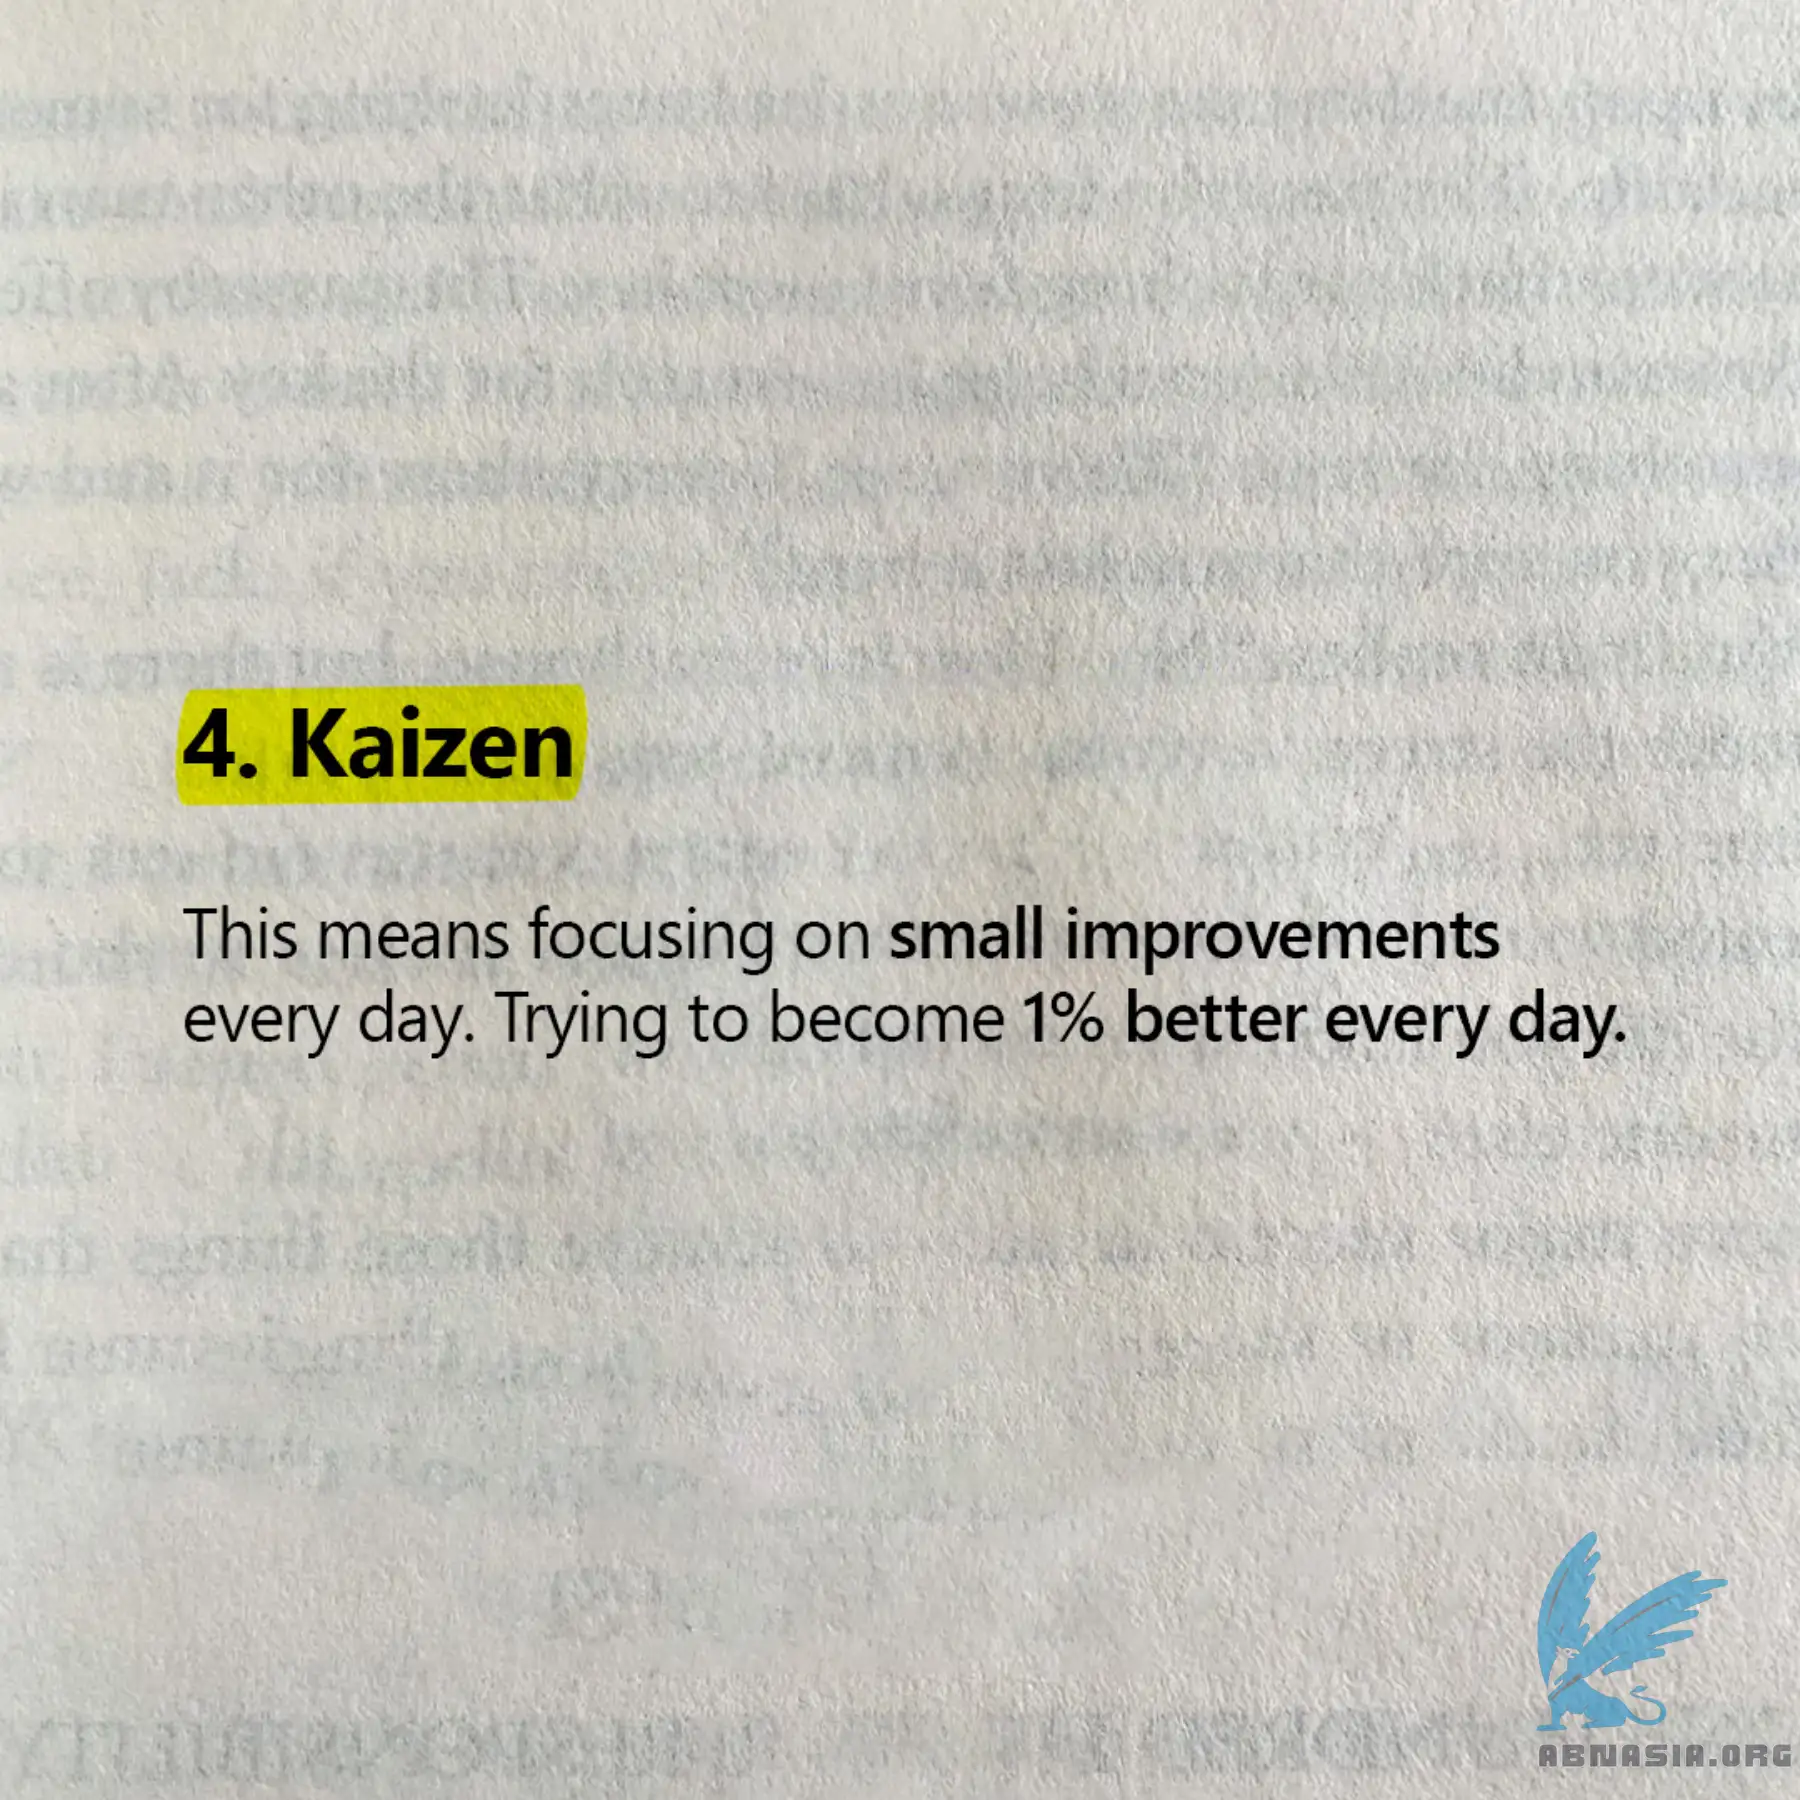 4. Kaizen
This means focusing on small improvements
every day. Trying to become 1% better every day.
ABNASIA.ORG